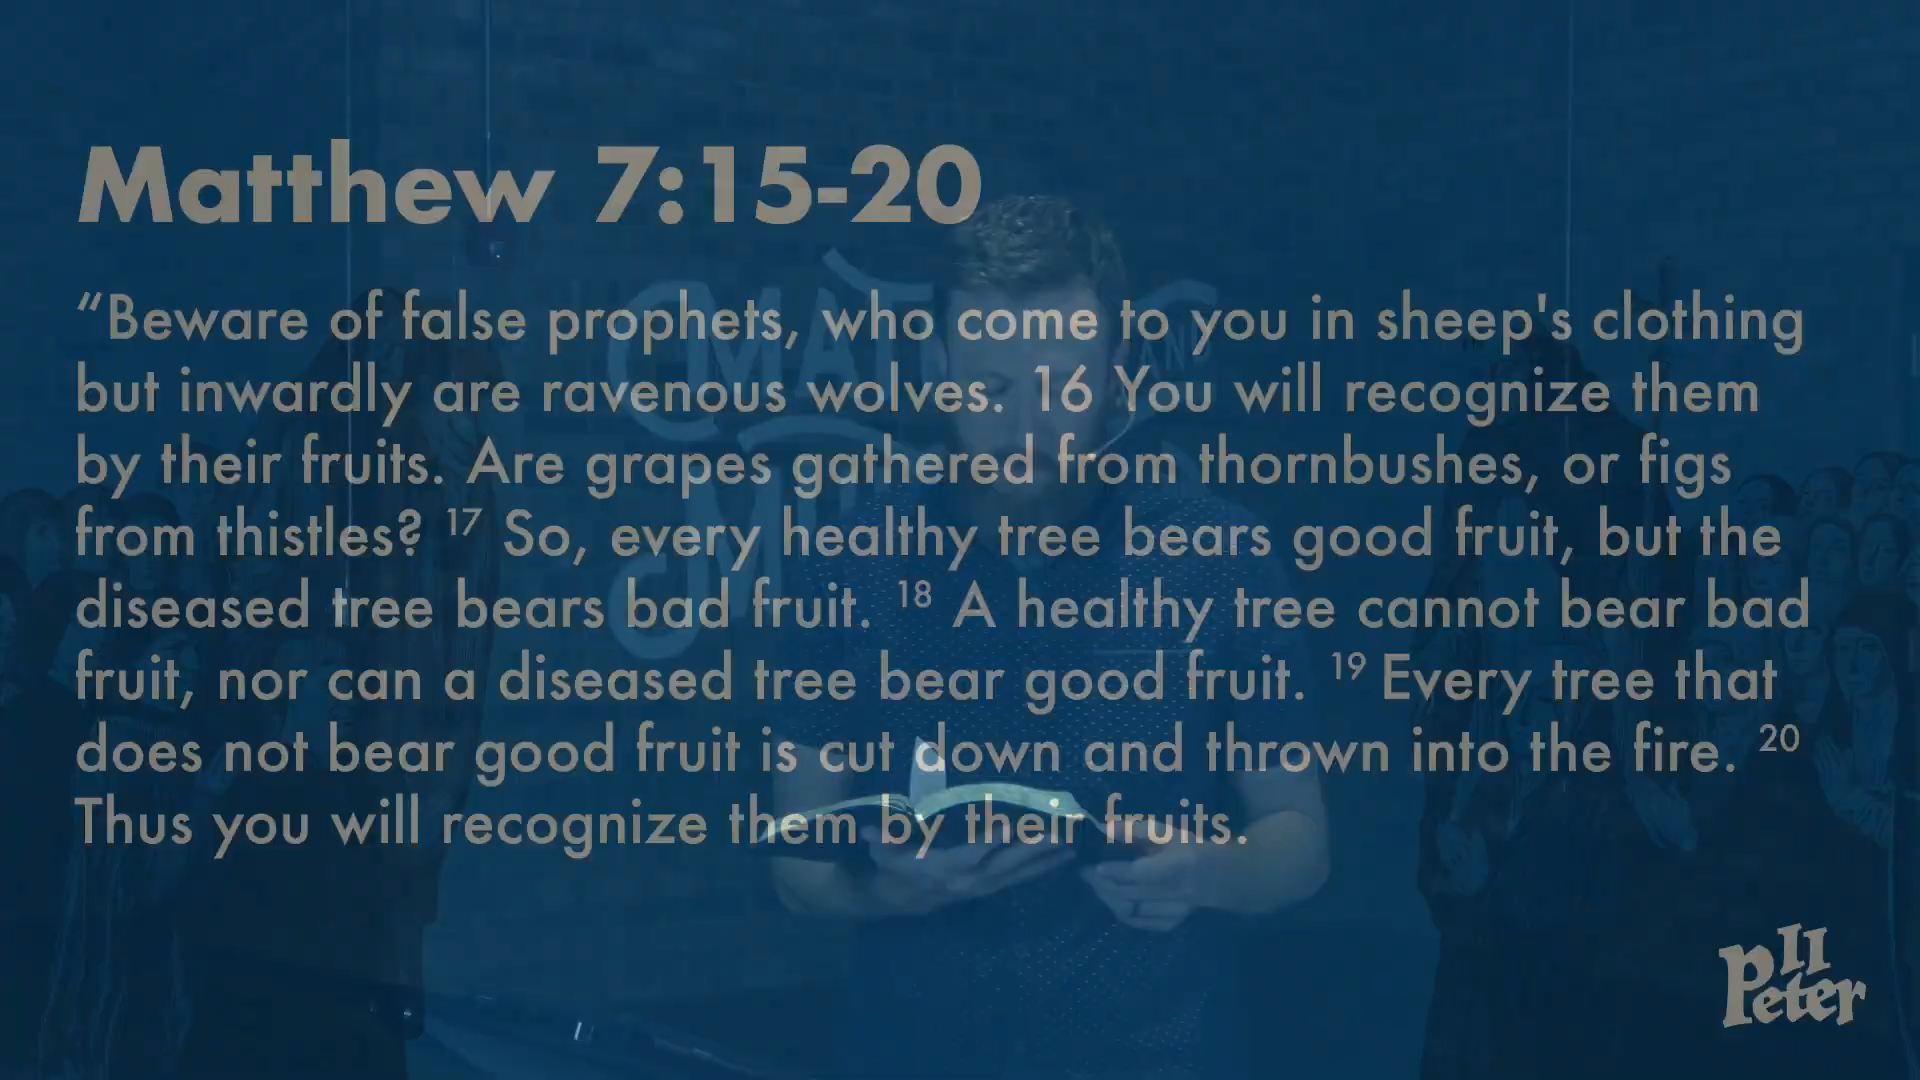 Matthew 7:15-20
“Beware of false prophets, who come to you in sheep's clothing
but inwardly are ravenous wolves. 16 You will recognize them
by their fruits. Are grapes gathered from thornbushes, or figs
from thistles? 17 So, every healthy tree bears good fruit, but the
diseased tree bears bad fruit. 18 A healthy tree cannot bear bad
fruit, nor can a diseased tree bear good fruit. 19 Every tree that
does not bear good fruit is cut down and thrown into the fire. 20
Thus you will recognize them by their fruits.
II
Peter
AND